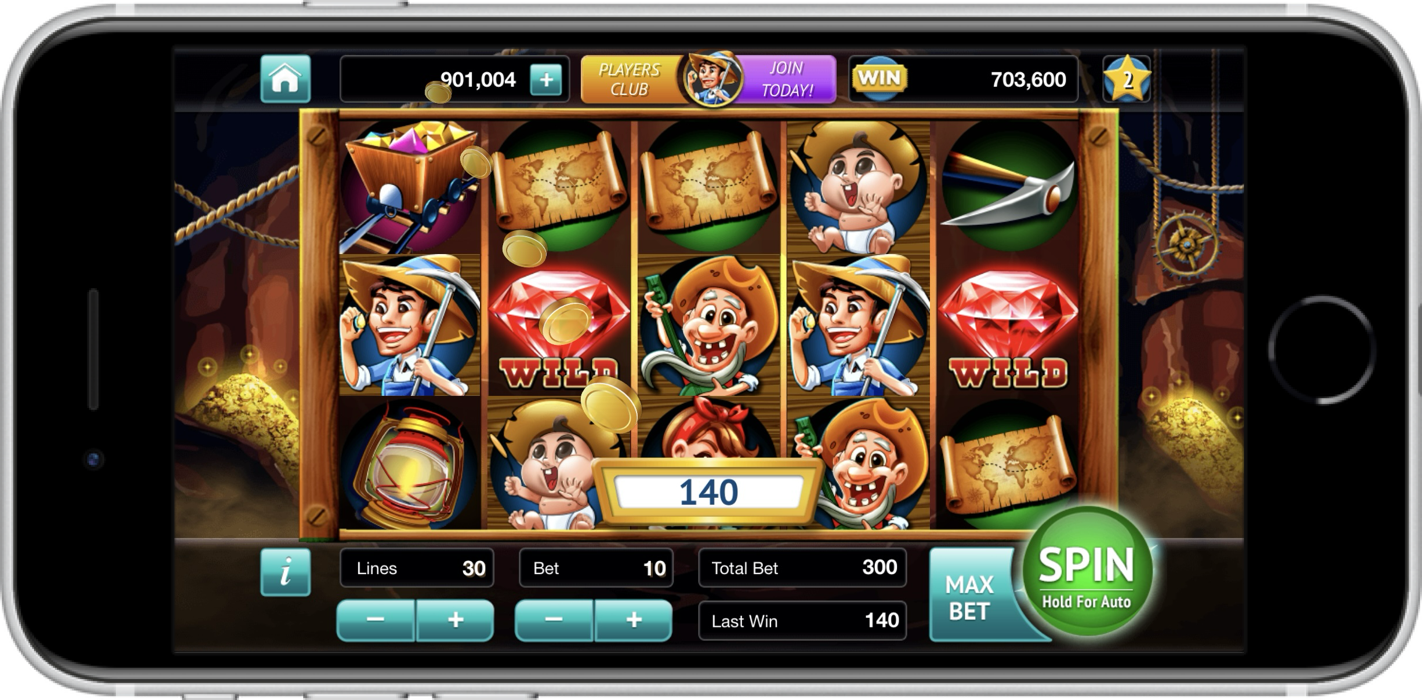 901,004
+
PLAYERS
CLUB
JOIN
TODAY!
WIN
703,600
2
WILD
WILD
140
i
Lines 30
Bet 10
Total Bet 300
MAX
BET
SPIN
Hold For Auto
− +
− +
Last Win 140